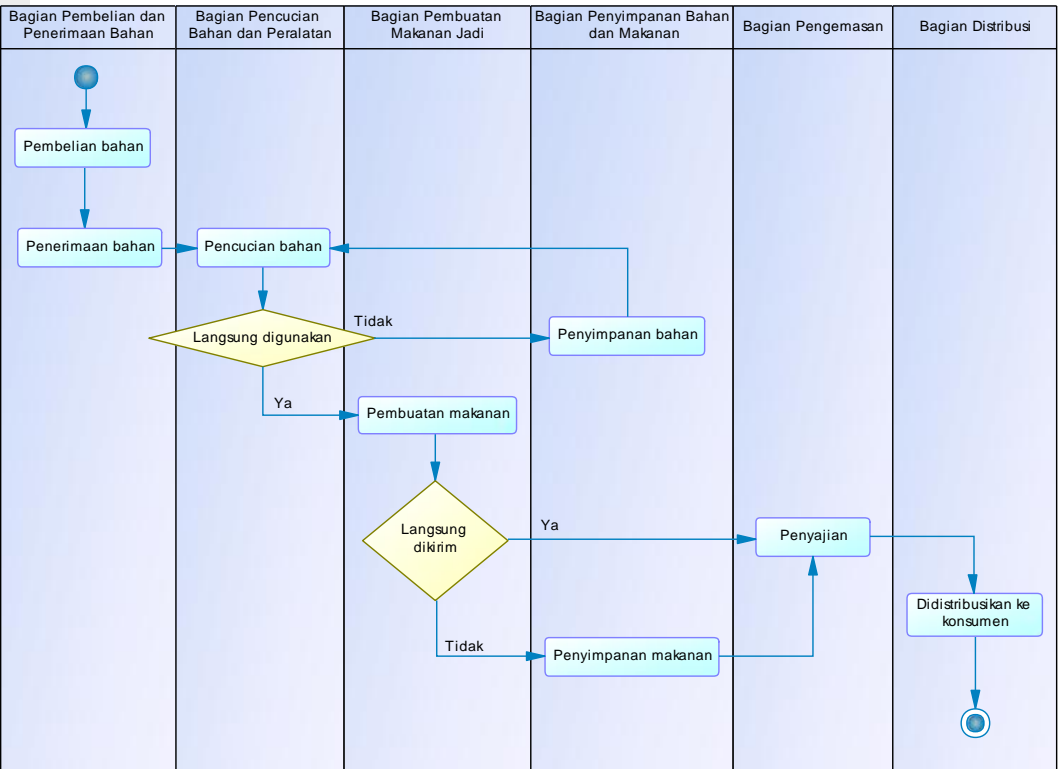 Bagian Pembelian dan
Penerimaan Bahan
Bagian Pencucian
Bahan dan Peralatan
Bagian Pembuatan
Makanan Jadi
Bagian Penyimpanan Bahan
dan Makanan
Bagian Pengemasan
Bagian Distribusi
Pembelian bahan
Penerimaan bahan
Pencucian bahan
Langsung digunakan
Tidak
Penyimpanan bahan
Ya
Pembuatan makanan
Langsung
dikirim
Ya
Penyajian
Didistribusikan ke
konsumen
Tidak
Penyimpanan makanan